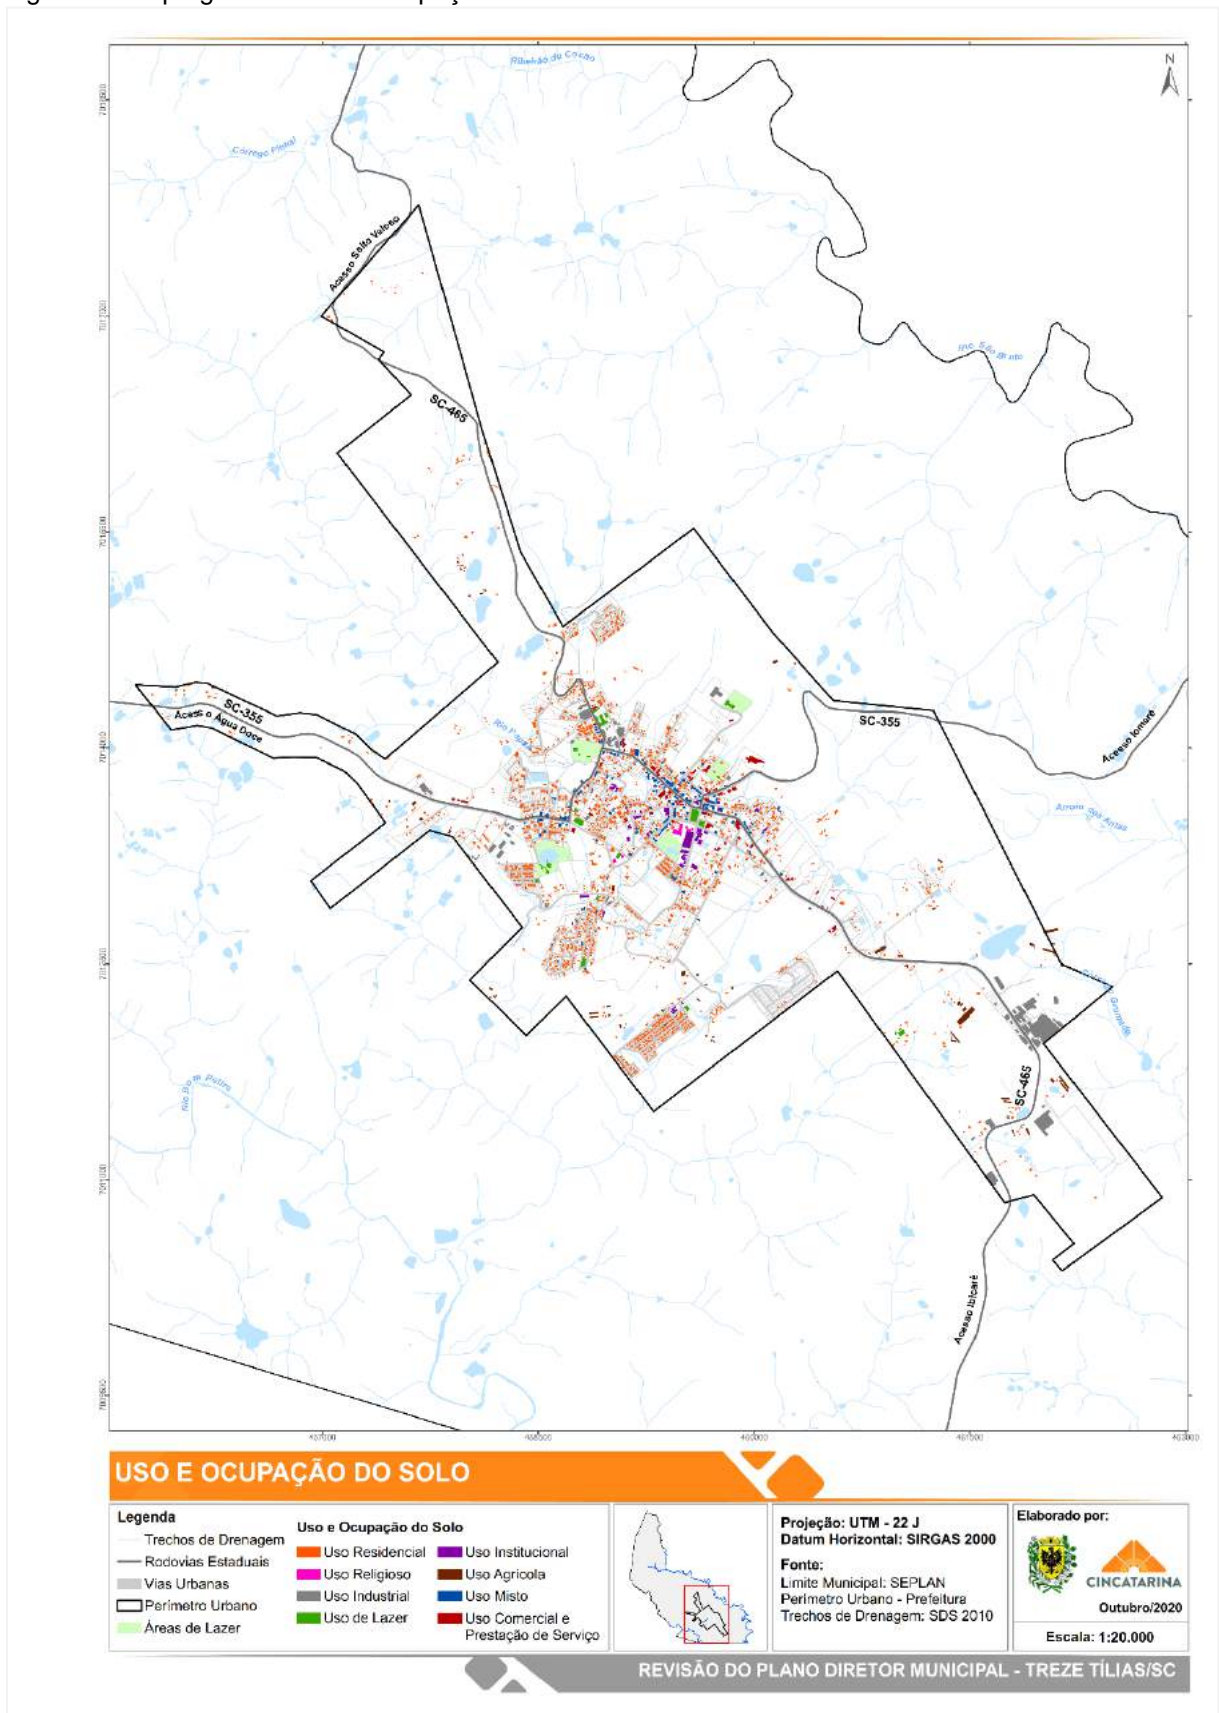 Ribeirão do Cocho
N
Córrego Pinhal
Acesso Salto Veloso
Rio São Bento
SC-465
SC-355
Acesso Água Doce
SC-355
Acesso Iomerê
Arroio das Antas
SC-465
Acesso Ibicaré
7014000
7011000
467000
USO E OCUPAÇÃO DO SOLO
Legenda
Trechos de Drenagem
Rodovias Estaduais
Vias Urbanas
Perímetro Urbano
Áreas de Lazer
Uso e Ocupação do Solo
Uso Residencial
Uso Religioso
Uso Industrial
Uso de Lazer
Uso Institucional
Uso Agrícola
Uso Misto
Uso Comercial e
Prestação de Serviço
Projeção: UTM - 22 J
Datum Horizontal: SIRGAS 2000
Fonte:
Limite Municipal: SEPLAN
Perímetro Urbano - Prefeitura
Trechos de Drenagem: SDS 2010
Elaborado por:
CINCATARINA
Outubro/2020
Escala: 1:20.000
REVISÃO DO PLANO DIRETOR MUNICIPAL - TREZE TÍLIAS/SC